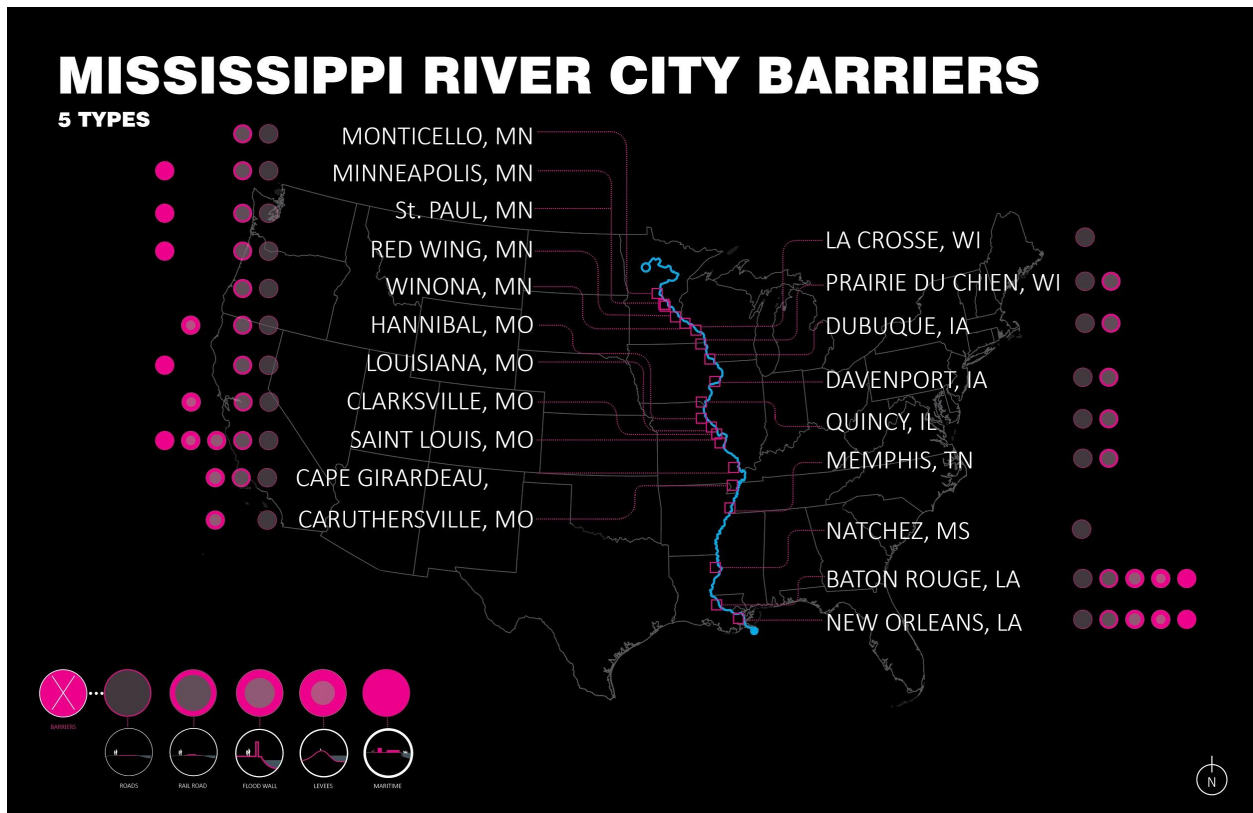 MISSISSIPPI RIVER CITY BARRIERS
5 TYPES
MONTICELLO, MN
MINNEAPOLIS, MN
St. PAUL, MN
RED WING, MN
WINONA, MN
HANNIBAL, MO
LOUISIANA, MO
CLARKSVILLE, MO
SAINT LOUIS, MO
CAPE GIRARDEAU,
CARUTHERSVILLE, MO
LA CROSSE, WI
PRAIRIE DU CHIEN, WI
DUBUQUE, IA
DAVENPORT, IA
QUINCY, IL
MEMPHIS, TN
NATCHEZ, MS
BATON ROUGE, LA
NEW ORLEANS, LA
BARRIERS
ROADS
RAIL ROAD
FLOOD WALL
LEVEES
MARITIME
N